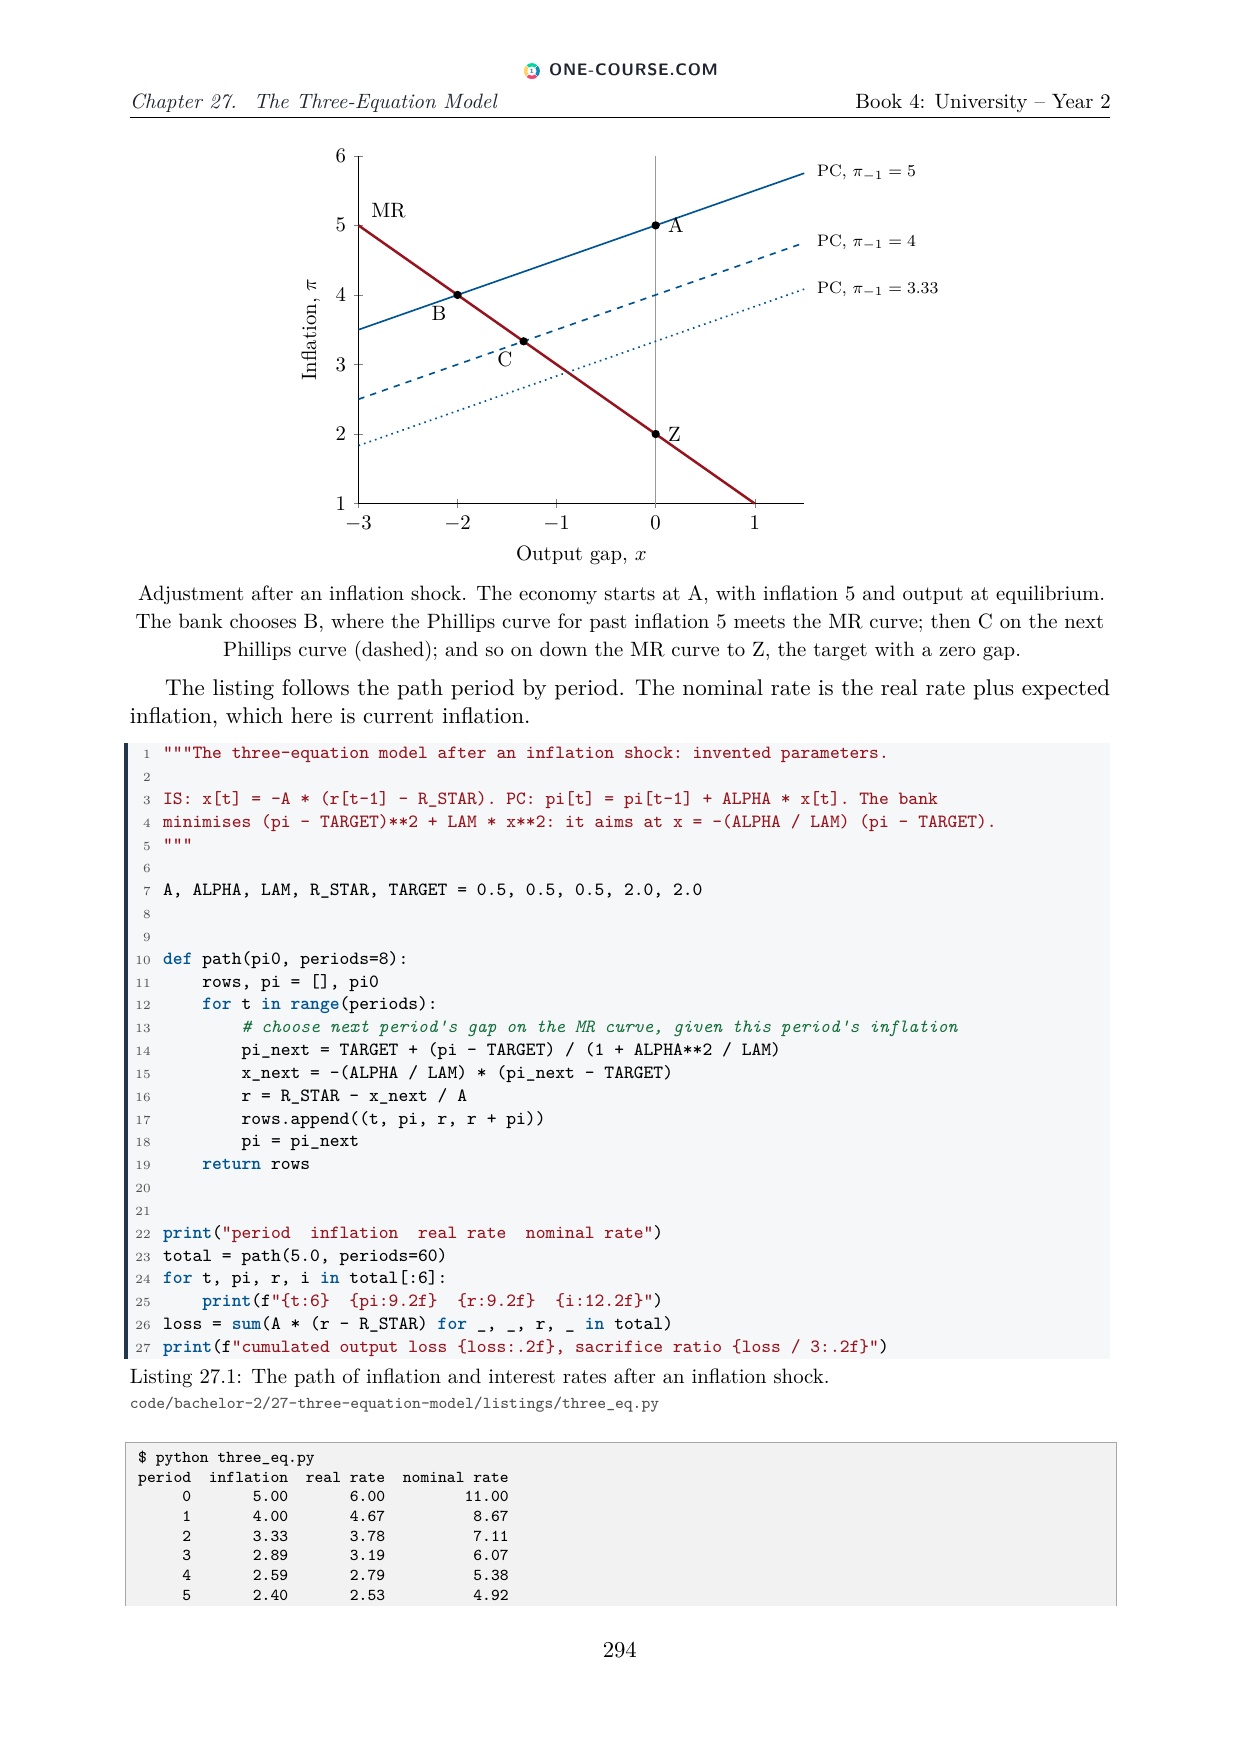 ONE-COURSE.COM
Chapter 27. The Three-Equation Model Book 4: University – Year 2
6
PC, π−1 = 5
MR
5
A
PC, π−1 = 4
PC, π−1 = 3.33
4
B
Inflation, π
3
C
2
Z
1
−3 −2 −1 0 1
Output gap, x
Adjustment after an inflation shock. The economy starts at A, with inflation 5 and output at equilibrium.
The bank chooses B, where the Phillips curve for past inflation 5 meets the MR curve; then C on the next
Phillips curve (dashed); and so on down the MR curve to Z, the target with a zero gap.
The listing follows the path period by period. The nominal rate is the real rate plus expected
inflation, which here is current inflation.
1 """The three-equation model after an inflation shock: invented parameters.
2
3 IS: x[t] = -A * (r[t-1] - R_STAR). PC: pi[t] = pi[t-1] + ALPHA * x[t]. The bank
4 minimises (pi - TARGET)**2 + LAM * x**2: it aims at x = -(ALPHA / LAM) (pi - TARGET).
5 """
6
7 A, ALPHA, LAM, R_STAR, TARGET = 0.5, 0.5, 0.5, 2.0, 2.0
8
9
10 def path(pi0, periods=8):
11     rows, pi = [], pi0
12     for t in range(periods):
13         # choose next period's gap on the MR curve, given this period's inflation
14         pi_next = TARGET + (pi - TARGET) / (1 + ALPHA**2 / LAM)
15         x_next = -(ALPHA / LAM) * (pi_next - TARGET)
16         r = R_STAR - x_next / A
17         rows.append((t, pi, r, r + pi))
18         pi = pi_next
19     return rows
20
21
22 print("period  inflation  real rate  nominal rate")
23 total = path(5.0, periods=60)
24 for t, pi, r, i in total[:6]:
25     print(f"{t:6}  {pi:9.2f}  {r:9.2f}  {i:12.2f}")
26 loss = sum(A * (r - R_STAR) for _, _, r, _ in total)
27 print(f"cumulated output loss {loss:.2f}, sacrifice ratio {loss / 3:.2f}")
Listing 27.1: The path of inflation and interest rates after an inflation shock.
code/bachelor-2/27-three-equation-model/listings/three_eq.py
$ python three_eq.py
period  inflation  real rate  nominal rate
0 5.00 6.00 11.00
1 4.00 4.67 8.67
2 3.33 3.78 7.11
3 2.89 3.19 6.07
4 2.59 2.79 5.38
5 2.40 2.53 4.92
294